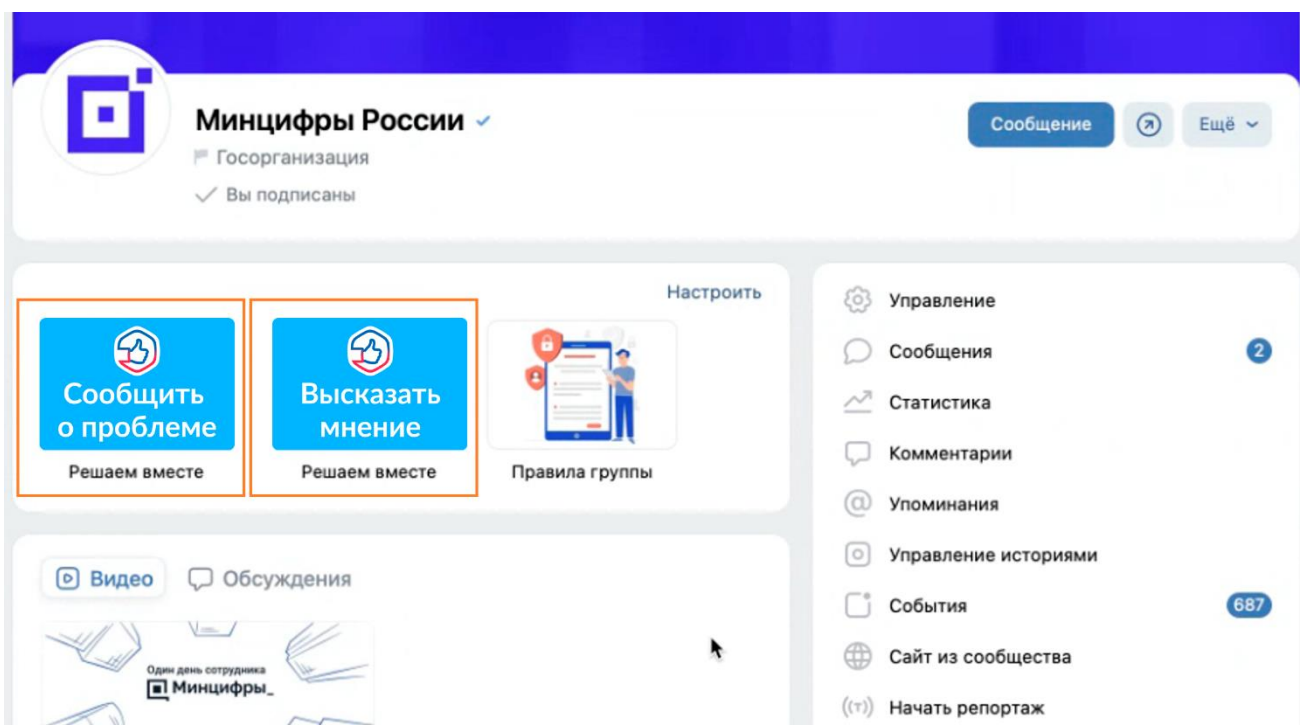 Минцифры России
Госорганизация
Вы подписаны
Сообщение
Ещё
Настроить
Сообщить
о проблеме
Решаем вместе
Высказать
мнение
Решаем вместе
Правила группы
Видео
Обсуждения
Один день сотрудника
Минцифры_
Управление
Сообщения
2
Статистика
Комментарии
Упоминания
Управление историями
События
687
Сайт из сообщества
Начать репортаж